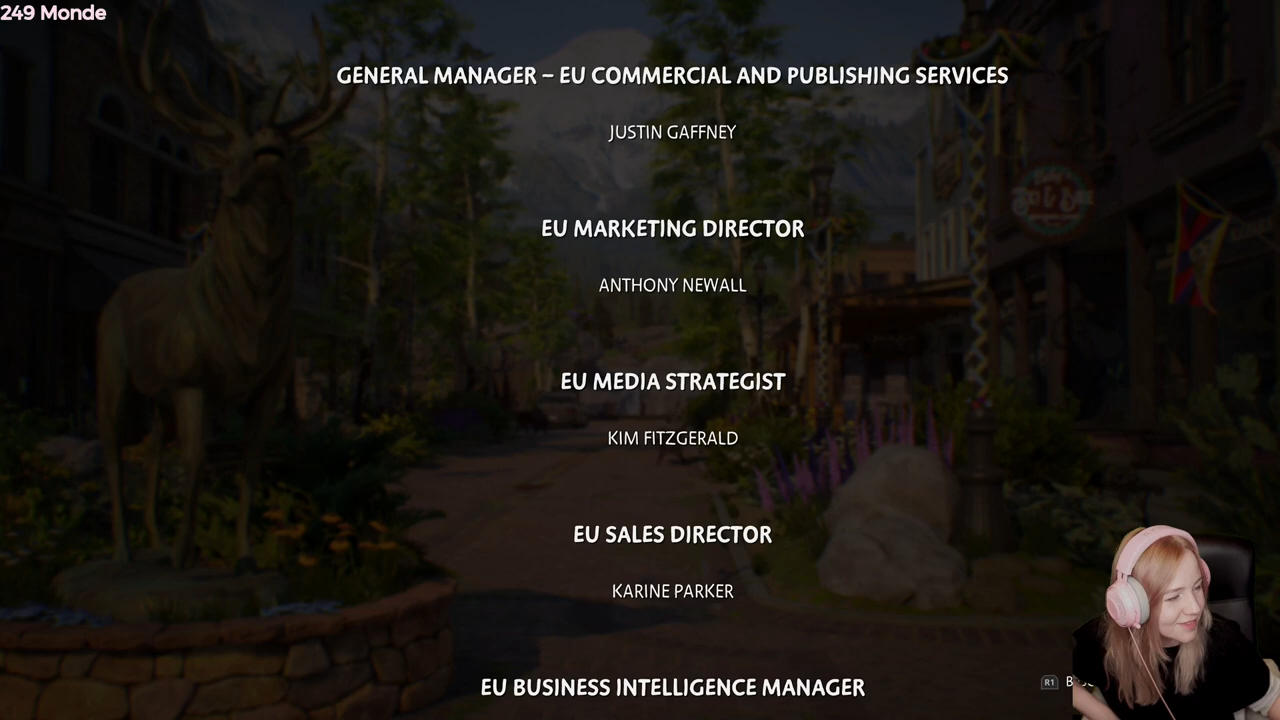 249 Monde
GENERAL MANAGER – EU COMMERCIAL AND PUBLISHING SERVICES
JUSTIN GAFFNEY
EU MARKETING DIRECTOR
ANTHONY NEWALL
EU MEDIA STRATEGIST
KIM FITZGERALD
EU SALES DIRECTOR
KARINE PARKER
EU BUSINESS INTELLIGENCE MANAGER
R1